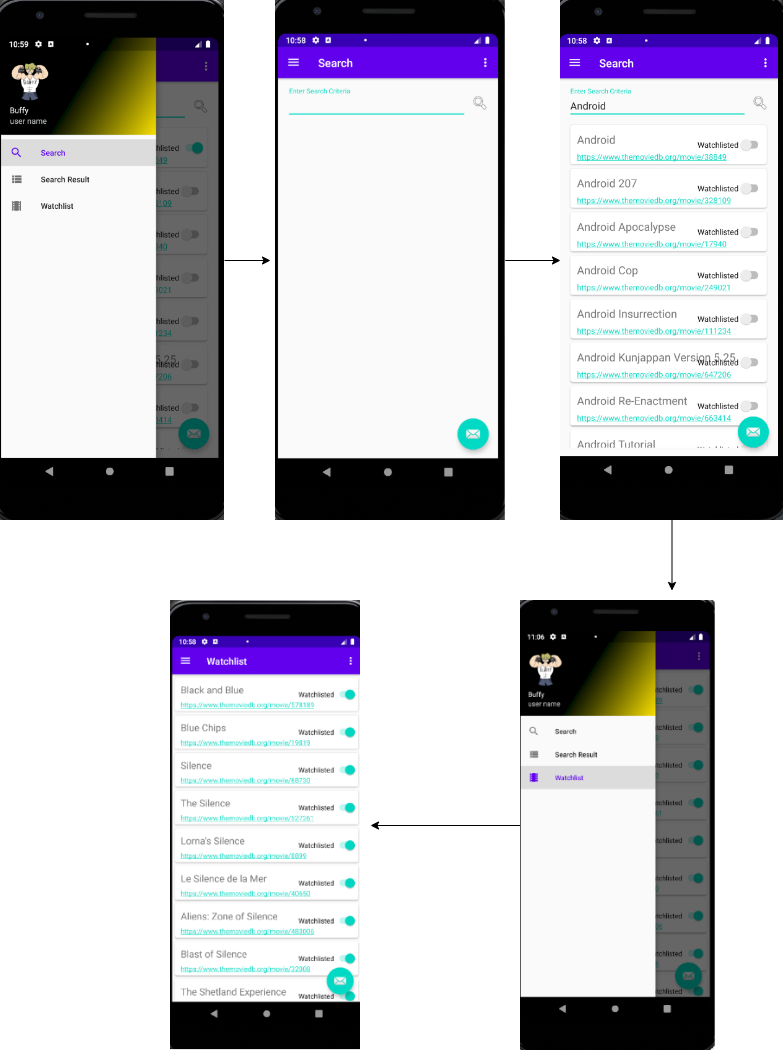 10:59
Buffy
user name
Search
Search Result
Watchlist
10:58
Search
Enter Search Criteria
10:58
Search
Enter Search Criteria
Android
Android
Watchlisted
https://www.themoviedb.org/movie/38849
Android 207
Watchlisted
https://www.themoviedb.org/movie/328109
Android Apocalypse
Watchlisted
https://www.themoviedb.org/movie/17940
Android Cop
Watchlisted
https://www.themoviedb.org/movie/249021
Android Insurrection
Watchlisted
https://www.themoviedb.org/movie/111234
Android Kunjappan Version 5.25
Watchlisted
https://www.themoviedb.org/movie/647206
Android Re-Enactment
Watchlisted
https://www.themoviedb.org/movie/663414
Android Tutorial
10:58
Watchlist
Black and Blue
Watchlisted
https://www.themoviedb.org/movie/578189
Blue Chips
Watchlisted
https://www.themoviedb.org/movie/19819
Silence
Watchlisted
https://www.themoviedb.org/movie/68730
The Silence
Watchlisted
https://www.themoviedb.org/movie/527261
Lorna's Silence
Watchlisted
https://www.themoviedb.org/movie/8899
Le Silence de la Mer
Watchlisted
https://www.themoviedb.org/movie/40650
Aliens: Zone of Silence
Watchlisted
https://www.themoviedb.org/movie/483006
Blast of Silence
Watchlisted
https://www.themoviedb.org/movie/32008
The Shetland Experience
Watchlisted
11:06
Buffy
user name
Search
Search Result
Watchlist